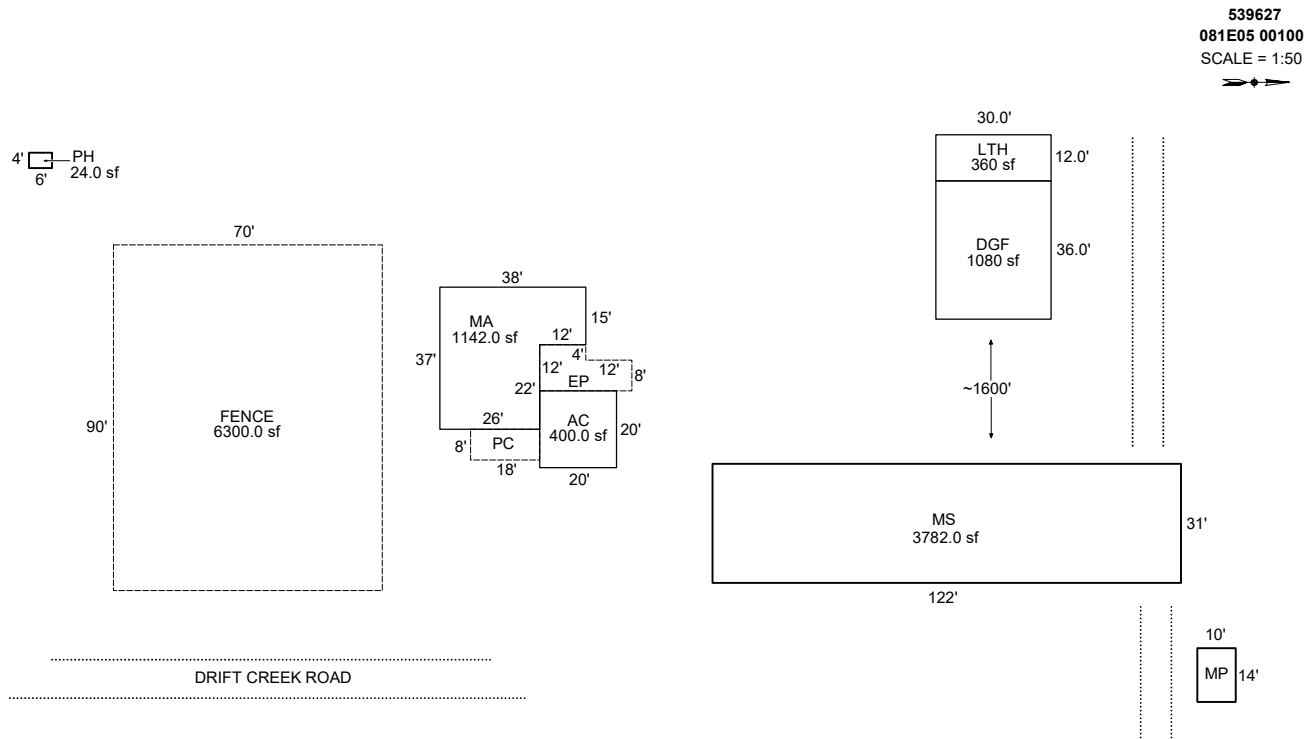 539627
081E05 00100
SCALE = 1:50
30.0'
LTH
360 sf
12.0'
4'
PH
24.0 sf
6'
70'
DGF
1080 sf
36.0'
38'
MA
1142.0 sf
15'
12'
4'
37'
12'
12'
8'
EP
22'
~1600'
FENCE
6300.0 sf
90'
26'
AC
400.0 sf
20'
8'
PC
18'
20'
MS
3782.0 sf
31'
122'
10'
MP
14'
DRIFT CREEK ROAD